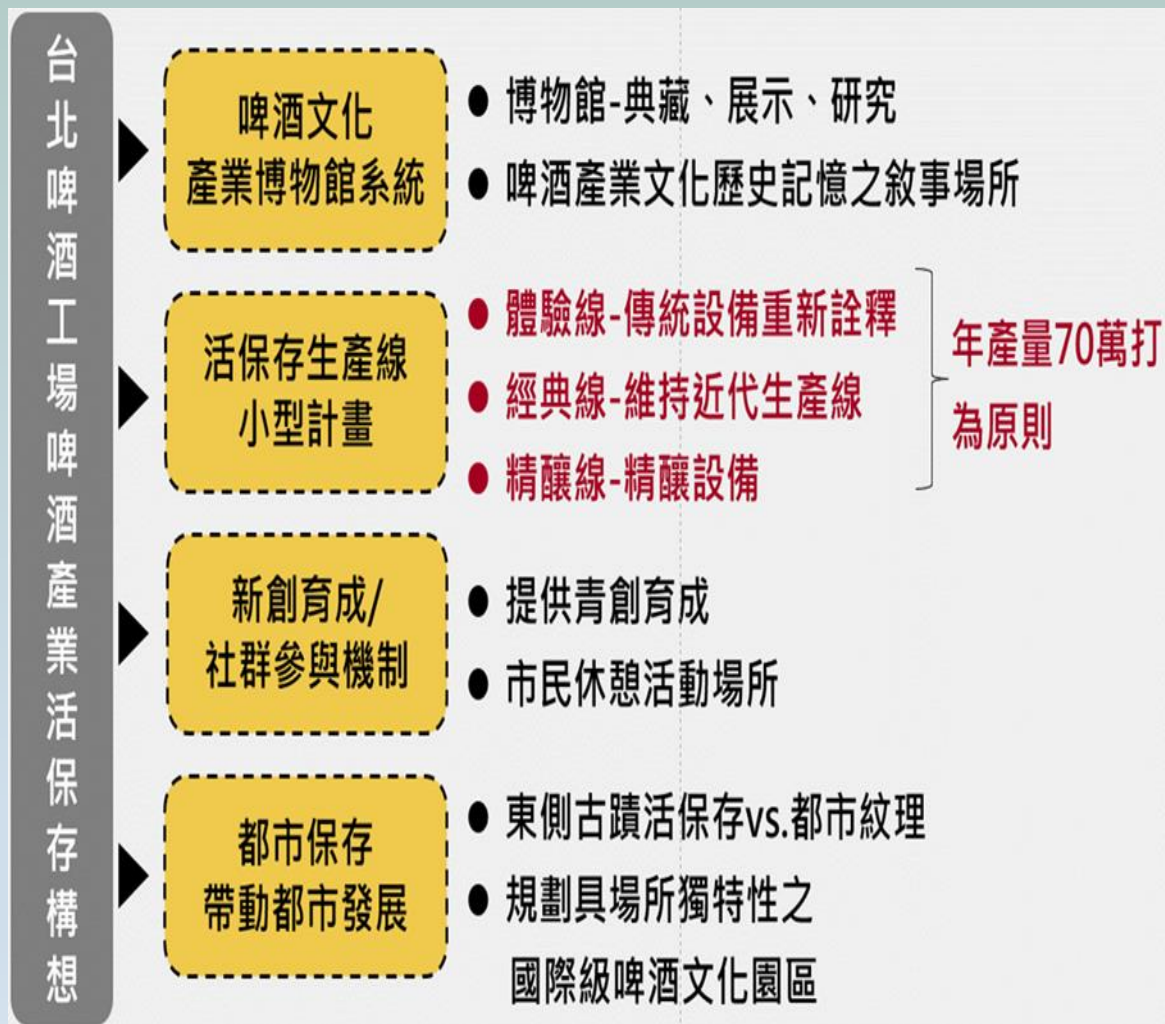 台北啤酒工場啤酒產業活保存構想
啤酒文化
產業博物館系統
● 博物館-典藏、展示、研究
● 啤酒產業文化歷史記憶之敘事場所
活保存生產線
小型計畫
● 體驗線-傳統設備重新詮釋
● 經典線-維持近代生產線
● 精釀線-精釀設備
年產量70萬打
為原則
新創育成/
社群參與機制
● 提供青創育成
● 市民休憩活動場所
都市保存
帶動都市發展
● 東側古蹟活保存vs.都市紋理
● 規劃具場所獨特性之
國際級啤酒文化園區